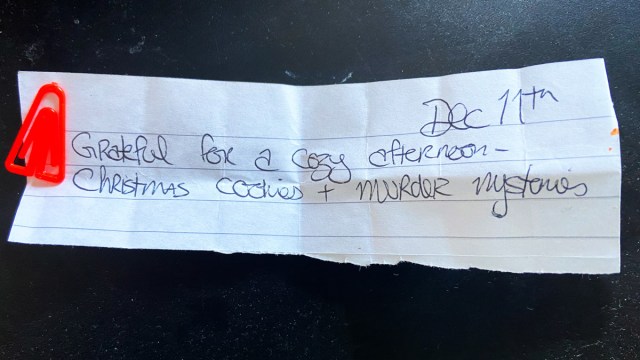 Dec 11th
Grateful for a cozy afternoon-
Christmas cookies + murder mysteries